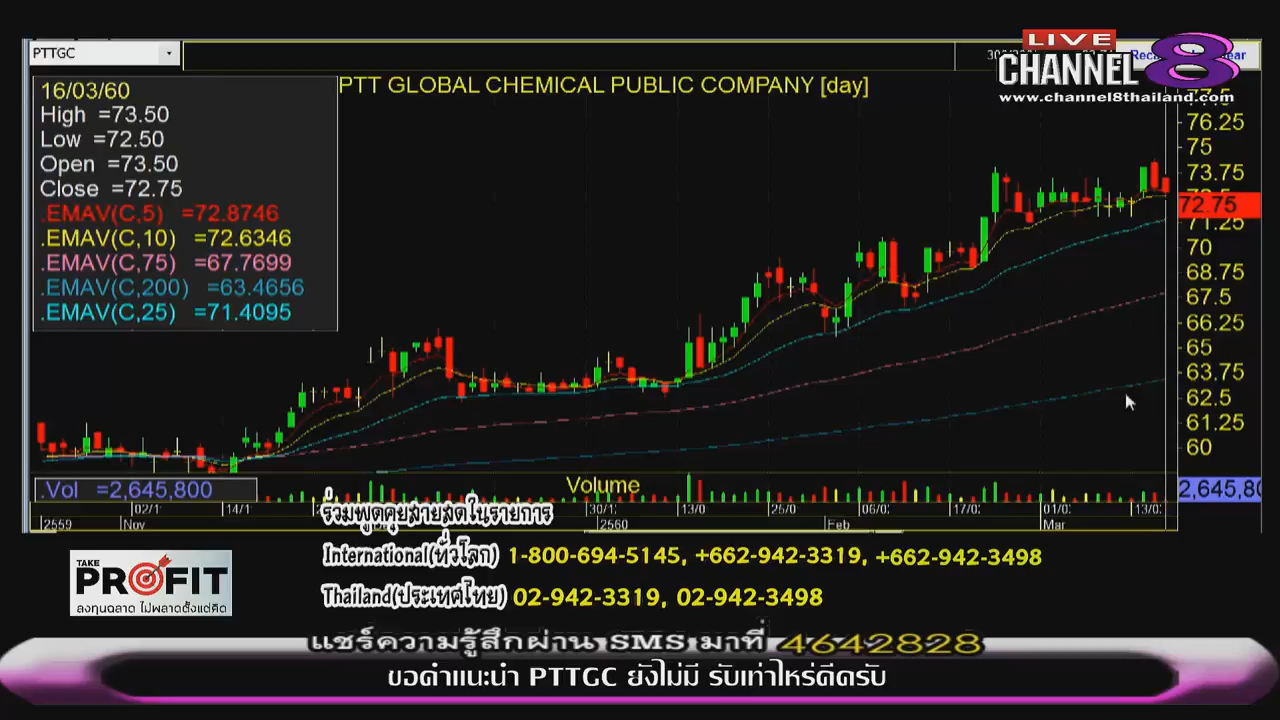 PTTGC
LIVE
CHANNEL 8
www.channel8thailand.com
PTT GLOBAL CHEMICAL PUBLIC COMPANY [day]
16/03/60
High =73.50
Low =72.50
Open =73.50
Close =72.75
.EMAV(C,5) =72.8746
.EMAV(C,10) =72.6346
.EMAV(C,75) =67.7699
.EMAV(C,200) =63.4656
.EMAV(C,25) =71.4095
76.25
75
73.75
72.75
71.25
70
68.75
67.5
66.25
65
63.75
62.5
61.25
60
.Vol =2,645,800
Volume
2,645,80
02/1 14/1 30/1 13/0 25/0 06/0 17/0 01/0 13/0
2559 Nov 2560 Feb Mar
ร่วมพูดคุยสายสดในรายการ
International(ทั่วโลก) 1-800-694-5145, +662-942-3319, +662-942-3498
Thailand(ประเทศไทย) 02-942-3319, 02-942-3498
TAKE
PROFIT
ลงทุนฉลาด ไม่พลาดตั้งแต่คิด
แชร์ความรู้สึกผ่าน SMS มาที่ 4642828
ขอคำแนะนำ PTTGC ยังไม่มี รับเท่าไหร่ดีครับ